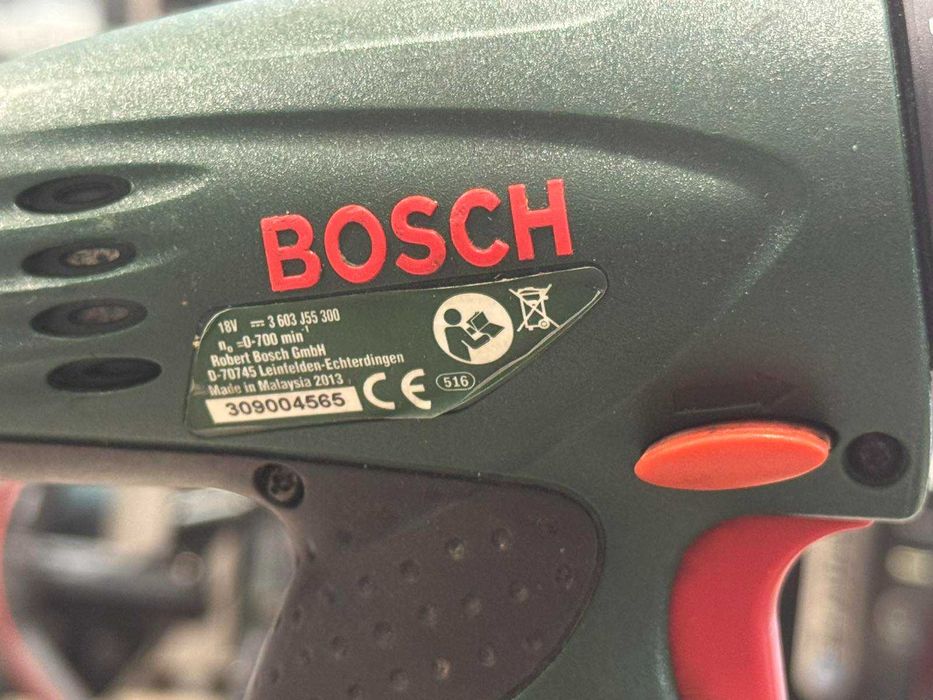 BOSCH
18V ⎓ 3 603 J55 300
n₀ =0-700 min⁻¹
Robert Bosch GmbH
D-70745 Leinfelden-Echterdingen
Made in Malaysia 2013
309004565
CE
516